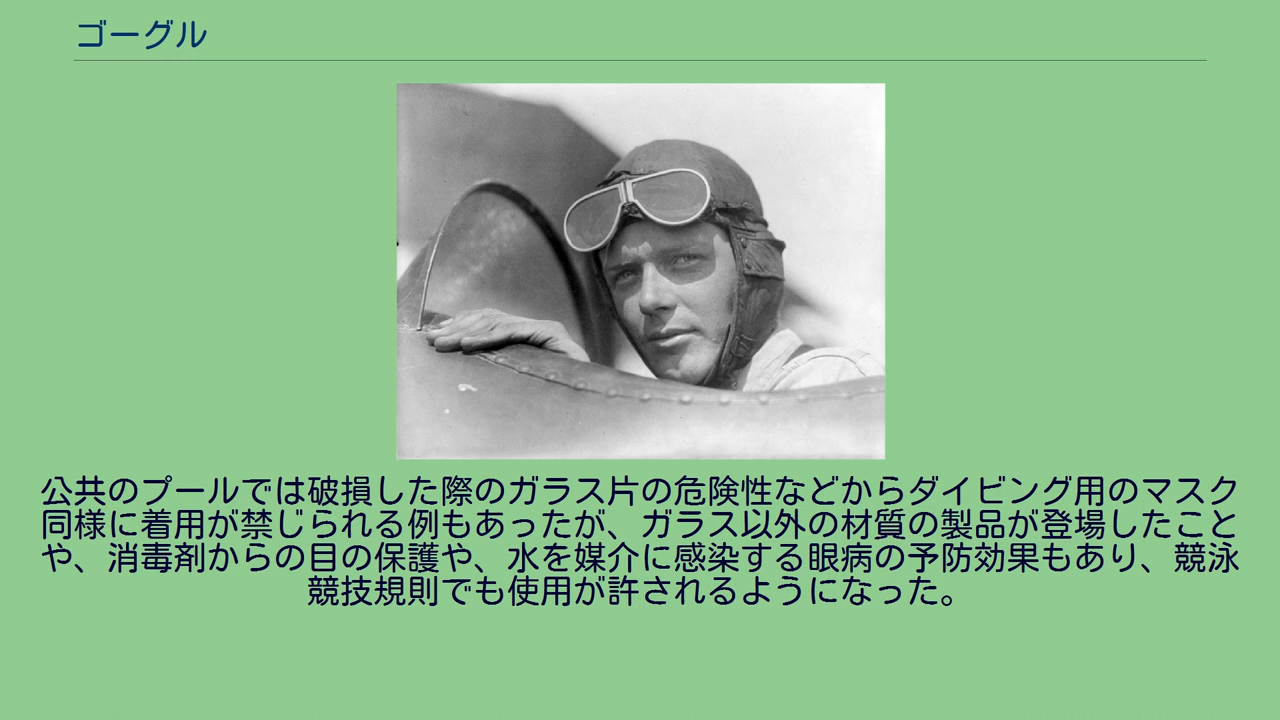 ゴーグル
公共のプールでは破損した際のガラス片の危険性などからダイビング用のマスク
同様に着用が禁じられる例もあったが、ガラス以外の材質の製品が登場したこと
や、消毒剤からの目の保護や、水を媒介に感染する眼病の予防効果もあり、競泳
競技規則でも使用が許されるようになった。